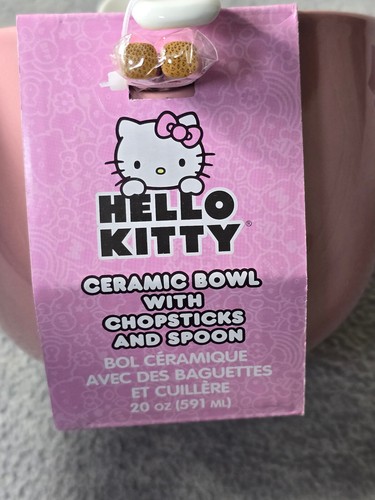 HELLO
KITTY®
CERAMIC BOWL
WITH
CHOPSTICKS
AND SPOON
BOL CÉRAMIQUE
AVEC DES BAGUETTES
ET CUILLÈRE
20 OZ (591 ML)